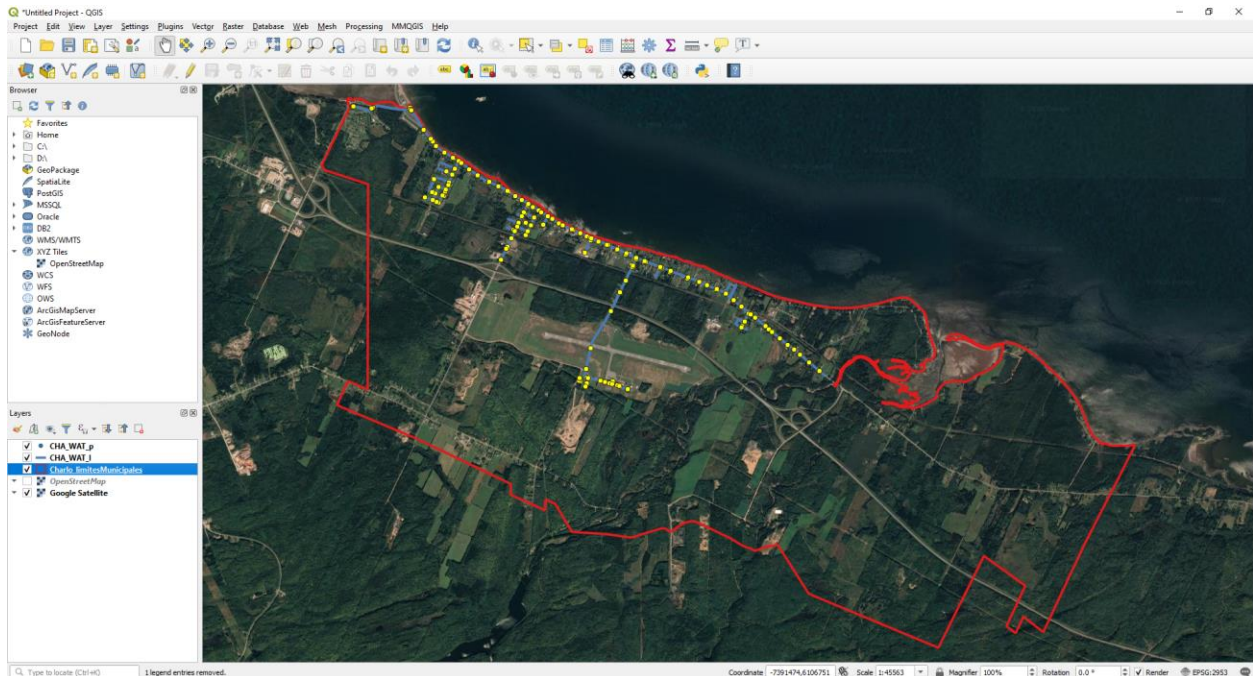 *Untitled Project - QGIS
Project Edit View Layer Settings Plugins Vector Raster Database Web Mesh Processing MMQGIS Help
Browser
Favorites
Home
C:\
D:\
GeoPackage
SpatiaLite
PostGIS
MSSQL
Oracle
DB2
WMS/WMTS
XYZ Tiles
OpenStreetMap
WCS
WFS
OWS
ArcGisMapServer
ArcGisFeatureServer
GeoNode
Layers
CHA_WAT_p
CHA_WAT_l
Charlo_limitesMunicipales
OpenStreetMap
Google Satellite
Type to locate (Ctrl+K) 1 legend entries removed. Coordinate -7391474,6106751 Scale 1:45563 Magnifier 100% Rotation 0.0 ° Render EPSG:2953